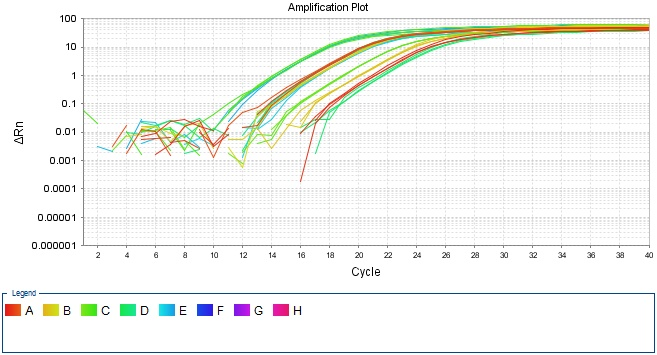 Amplification Plot
100
10
1
0.1
0.01
0.001
0.0001
0.00001
0.000001
ΔRn
2 4 6 8 10 12 14 16 18 20 22 24 26 28 30 32 34 36 38 40
Cycle
Legend
A B C D E F G H